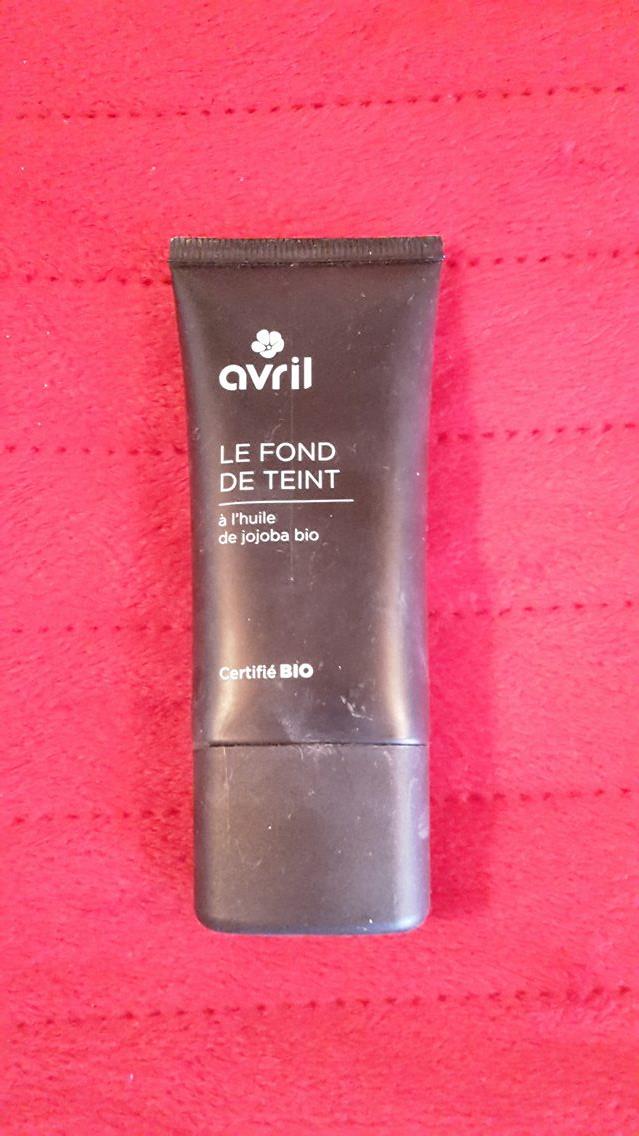 avril
LE FOND
DE TEINT
à l'huile
de jojoba bio
Certifié BIO